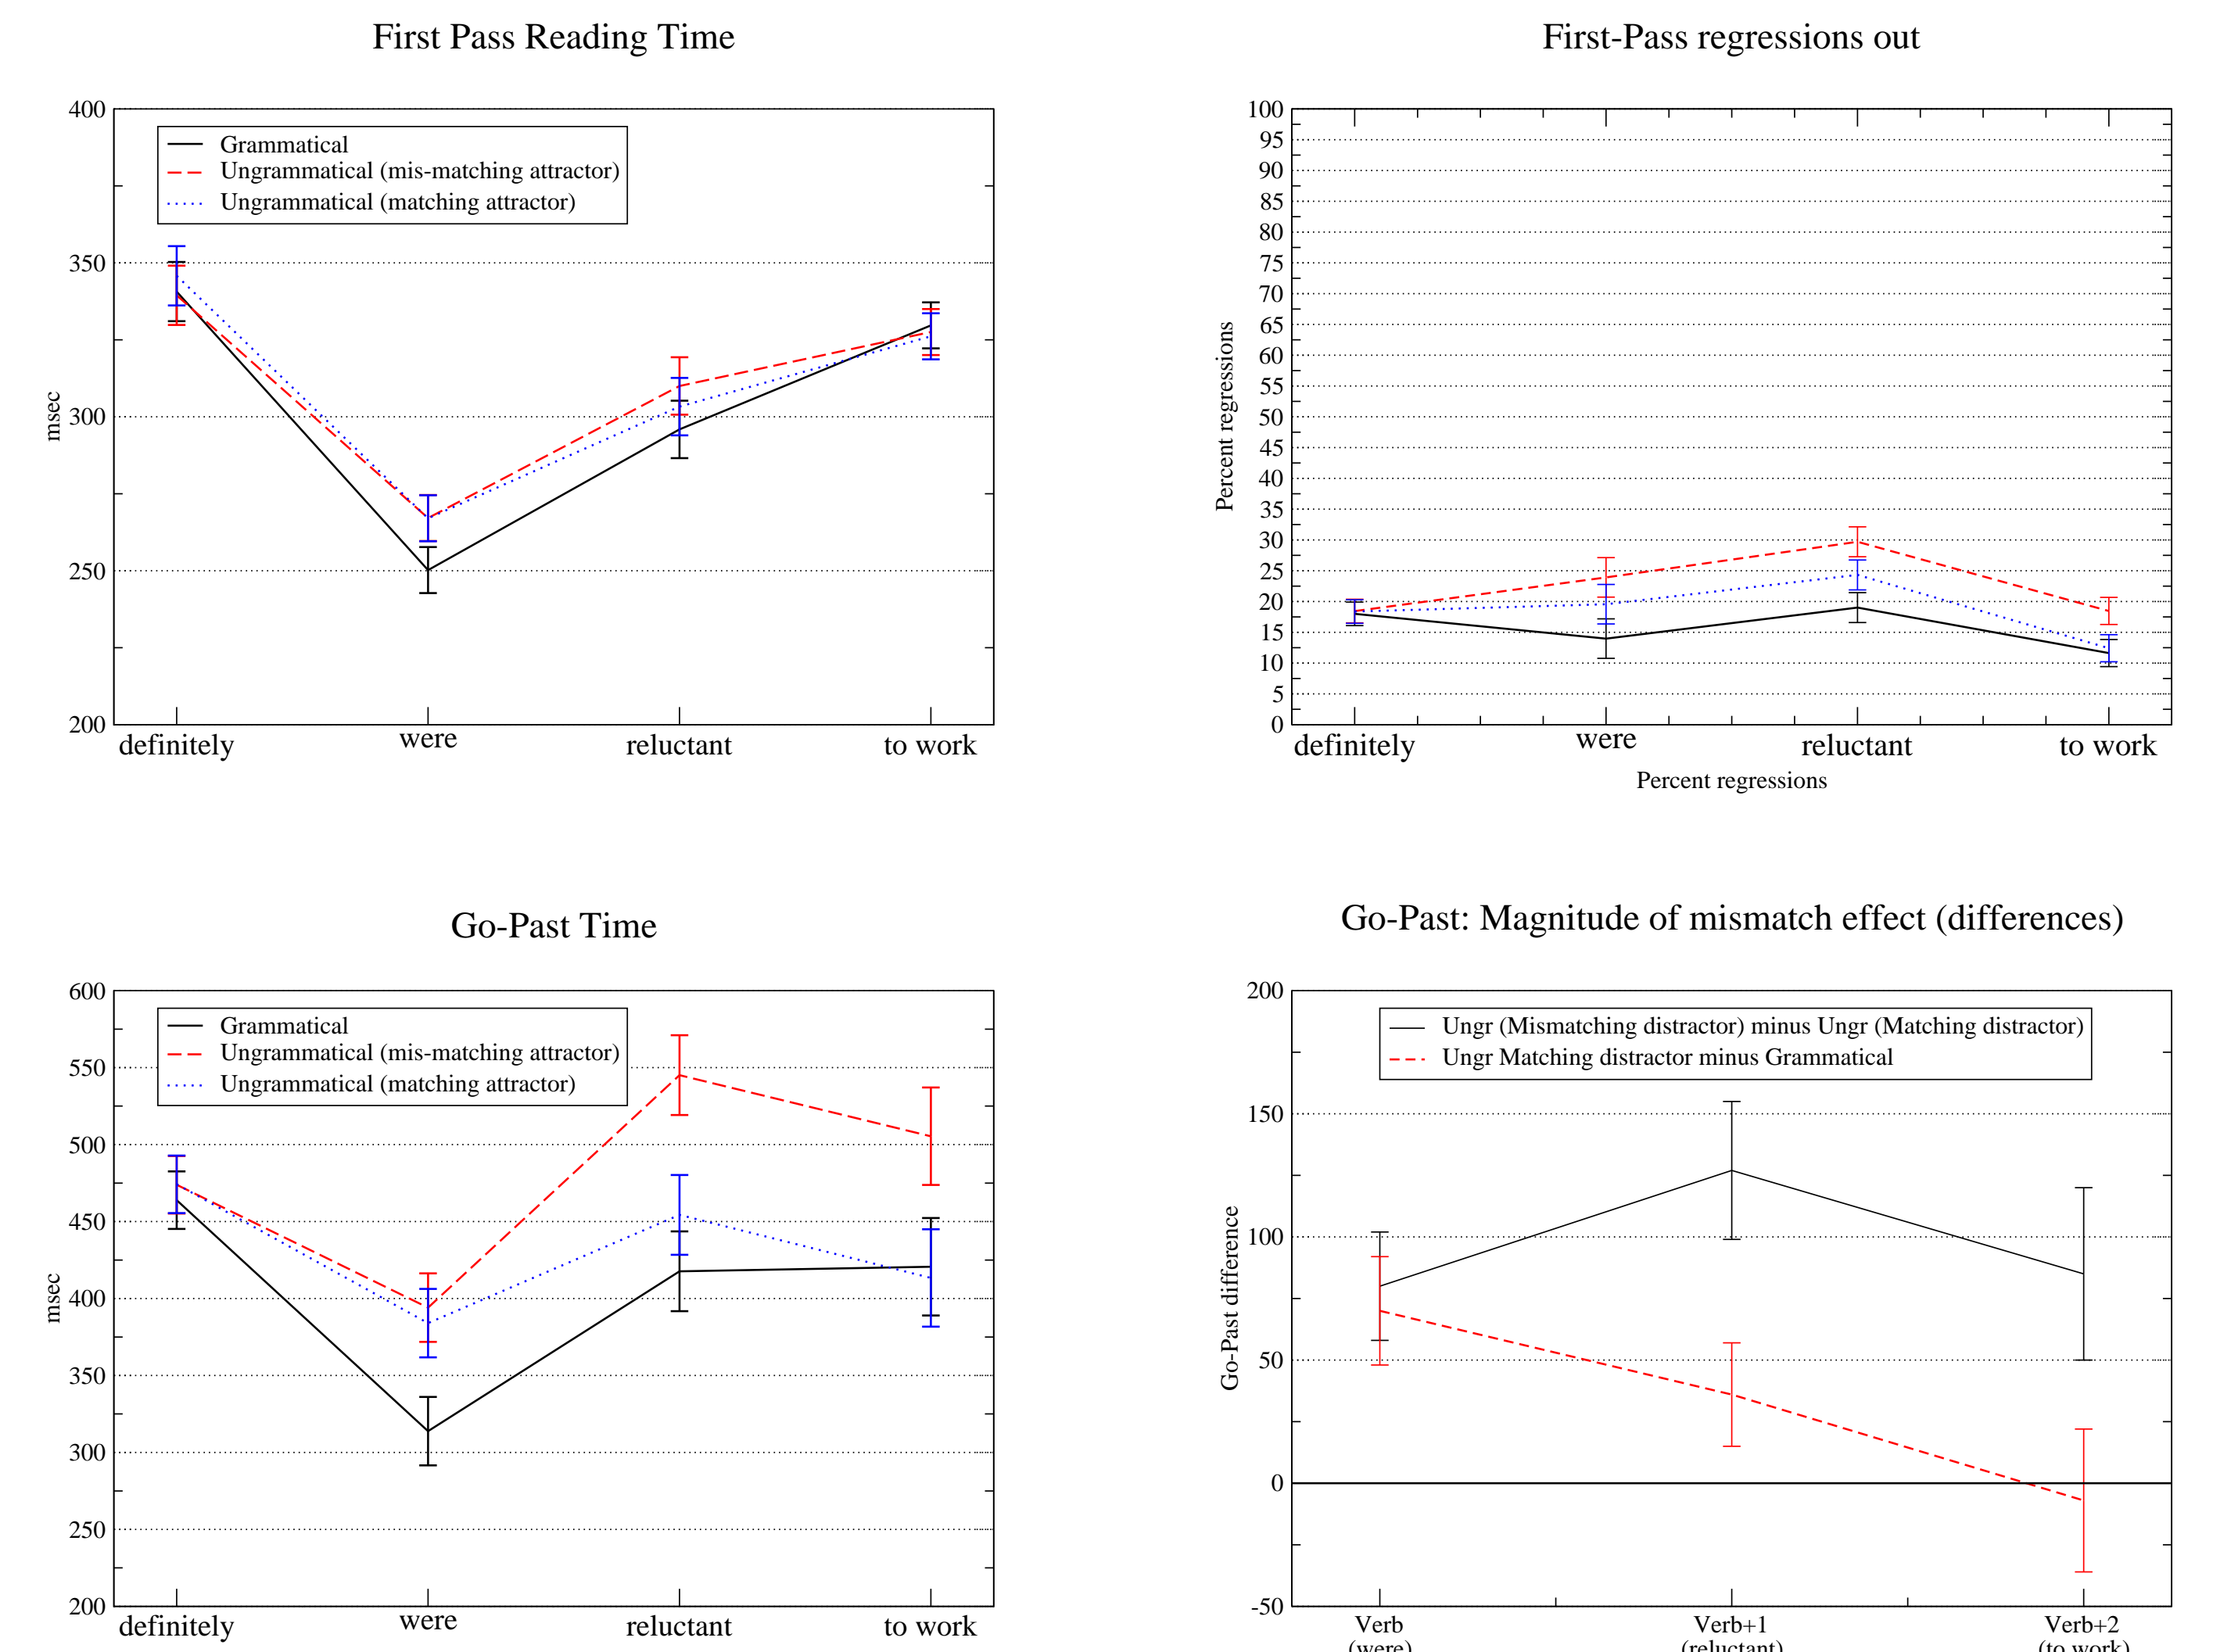 First Pass Reading Time
400
350
300
250
200
msec
Grammatical
Ungrammatical (mis-matching attractor)
Ungrammatical (matching attractor)
definitely were reluctant to work
First-Pass regressions out
100
95
90
85
80
75
70
65
60
55
50
45
40
35
30
25
20
15
10
5
0
Percent regressions
definitely were reluctant to work
Percent regressions
Go-Past Time
600
550
500
450
400
350
300
250
200
msec
Grammatical
Ungrammatical (mis-matching attractor)
Ungrammatical (matching attractor)
definitely were reluctant to work
Go-Past: Magnitude of mismatch effect (differences)
200
150
100
50
0
-50
Go-Past difference
Ungr (Mismatching distractor) minus Ungr (Matching distractor)
Ungr Matching distractor minus Grammatical
Verb Verb+1 Verb+2
(were) (reluctant) (to work)